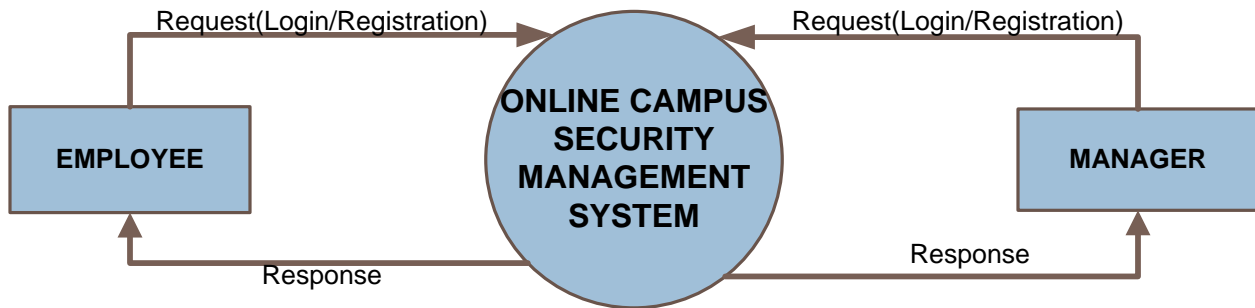 Request(Login/Registration)
Request(Login/Registration)
ONLINE CAMPUS
SECURITY
MANAGEMENT
SYSTEM
EMPLOYEE
MANAGER
Response
Response